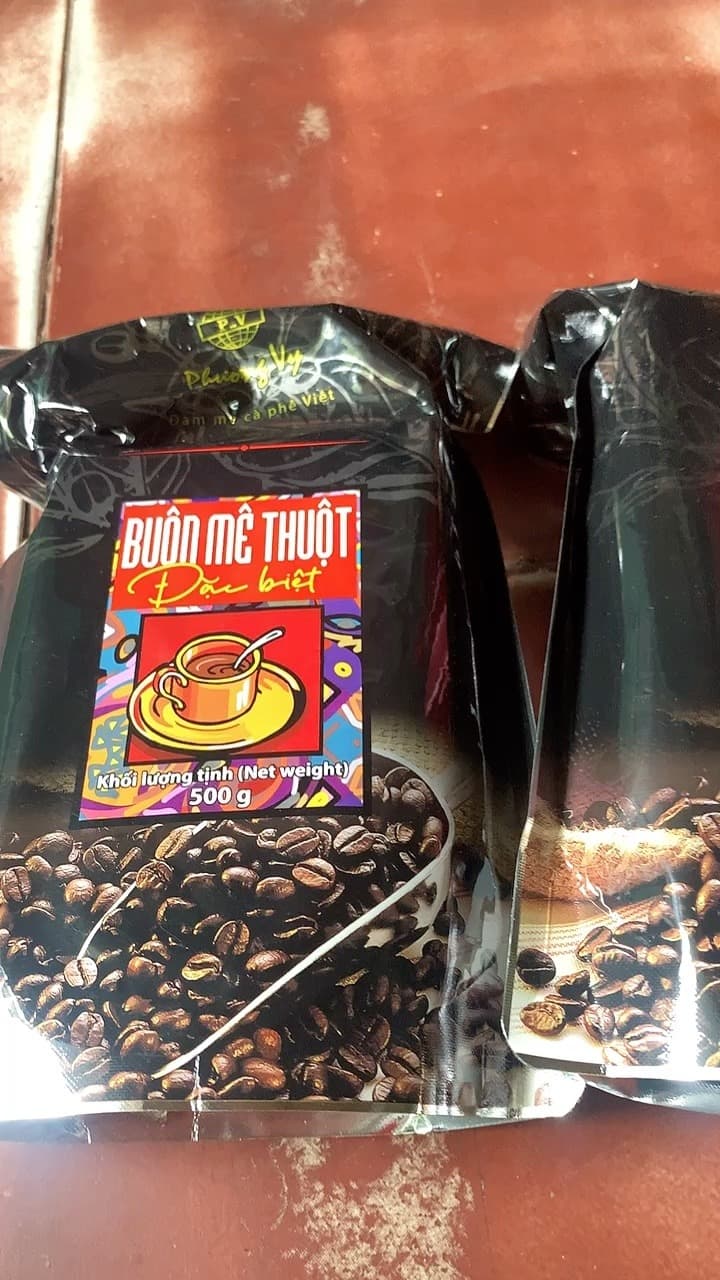 P.V
Phương Vy
Đam mê cà phê Việt
BUÔN MÊ THUỘT
Đặc biệt
Khối lượng tịnh (Net weight)
500 g